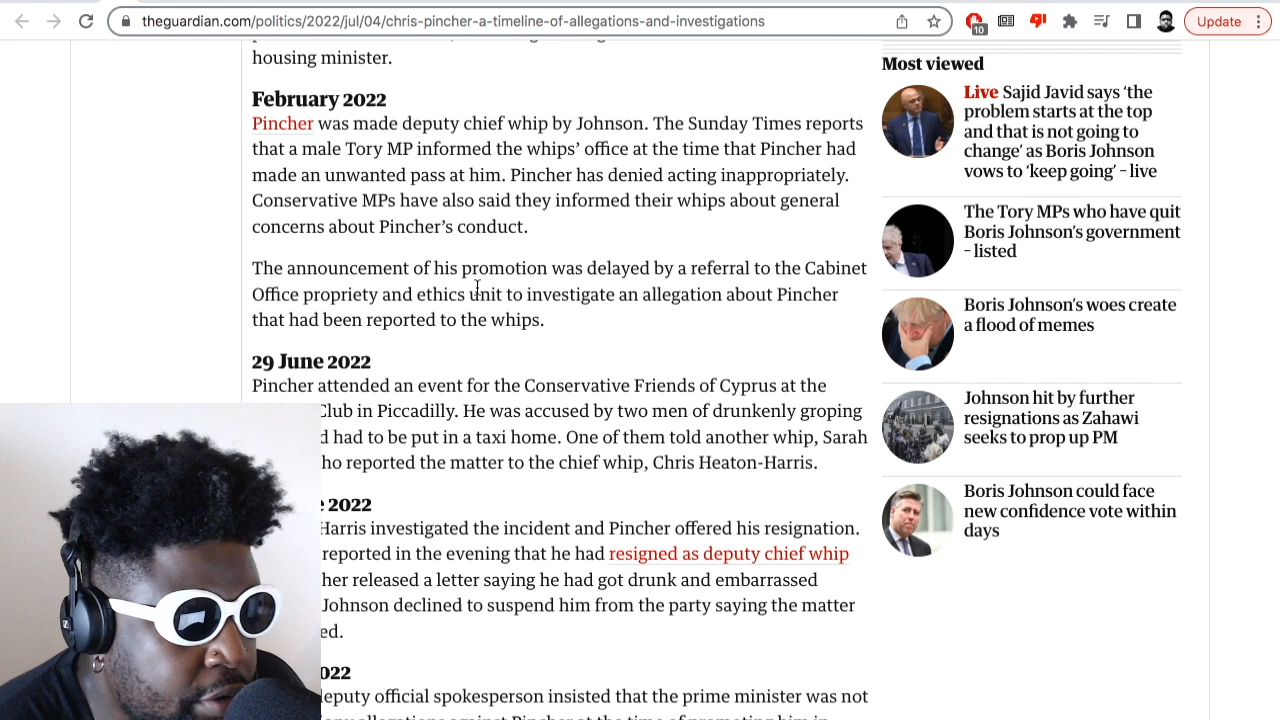 theguardian.com/politics/2022/jul/04/chris-pincher-a-timeline-of-allegations-and-investigations
10
Update
housing minister.
February 2022
Pincher was made deputy chief whip by Johnson. The Sunday Times reports
that a male Tory MP informed the whips’ office at the time that Pincher had
made an unwanted pass at him. Pincher has denied acting inappropriately.
Conservative MPs have also said they informed their whips about general
concerns about Pincher’s conduct.
The announcement of his promotion was delayed by a referral to the Cabinet
Office propriety and ethics unit to investigate an allegation about Pincher
that had been reported to the whips.
29 June 2022
Pincher attended an event for the Conservative Friends of Cyprus at the
Club in Piccadilly. He was accused by two men of drunkenly groping
had to be put in a taxi home. One of them told another whip, Sarah
ho reported the matter to the chief whip, Chris Heaton-Harris.
2022
Harris investigated the incident and Pincher offered his resignation.
reported in the evening that he had resigned as deputy chief whip
her released a letter saying he had got drunk and embarrassed
Johnson declined to suspend him from the party saying the matter
ed.
022
eputy official spokesperson insisted that the prime minister was not
allegations against Pincher at the time of promoting him in
Most viewed
Live Sajid Javid says ‘the
problem starts at the top
and that is not going to
change’ as Boris Johnson
vows to ‘keep going’ – live
The Tory MPs who have quit
Boris Johnson’s government
– listed
Boris Johnson’s woes create
a flood of memes
Johnson hit by further
resignations as Zahawi
seeks to prop up PM
Boris Johnson could face
new confidence vote within
days